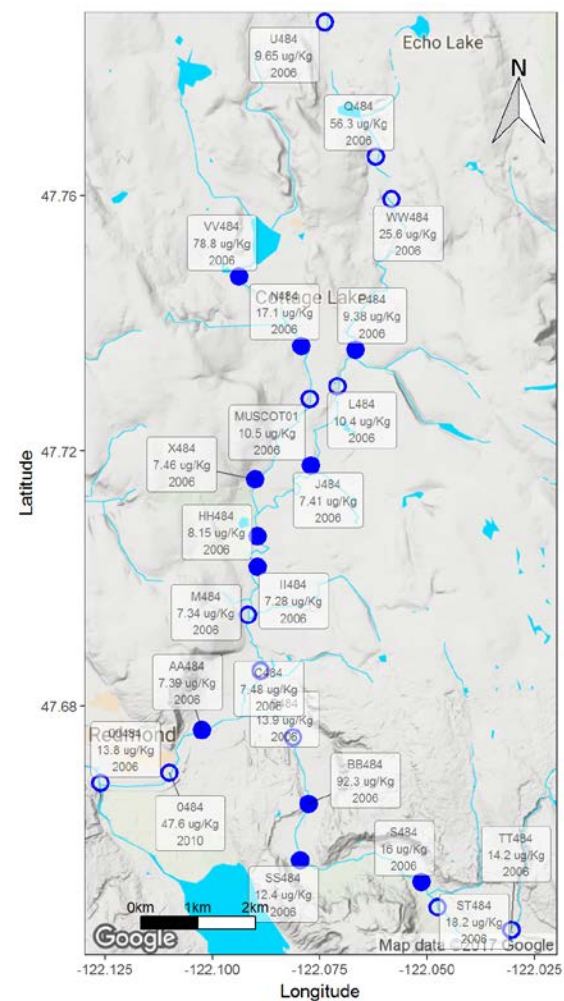 U484
9.65 ug/Kg
2006
Echo Lake
N
Q484
56.3 ug/Kg
2006
47.76
WW484
25.6 ug/Kg
2006
VV484
78.8 ug/Kg
2006
Cottage Lake
N484
17.1 ug/Kg
2006
P484
9.38 ug/Kg
2006
MUSCOT01
10.5 ug/Kg
2006
L484
10.4 ug/Kg
2006
47.72
X484
7.46 ug/Kg
2006
J484
7.41 ug/Kg
2006
HH484
8.15 ug/Kg
2006
Latitude
II484
7.28 ug/Kg
2006
M484
7.34 ug/Kg
2006
AA484
7.39 ug/Kg
2006
C484
7.48 ug/Kg
2006
13.9 ug/Kg
2006
47.68
Redmond
13.8 ug/Kg
2006
0484
47.6 ug/Kg
2010
BB484
92.3 ug/Kg
2006
S484
16 ug/Kg
2006
TT484
14.2 ug/Kg
2006
SS484
12.4 ug/Kg
2006
ST484
18.2 ug/Kg
2006
0km 1km 2km
Google
Map data ©2017 Google
-122.125 -122.100 -122.075 -122.050 -122.025
Longitude